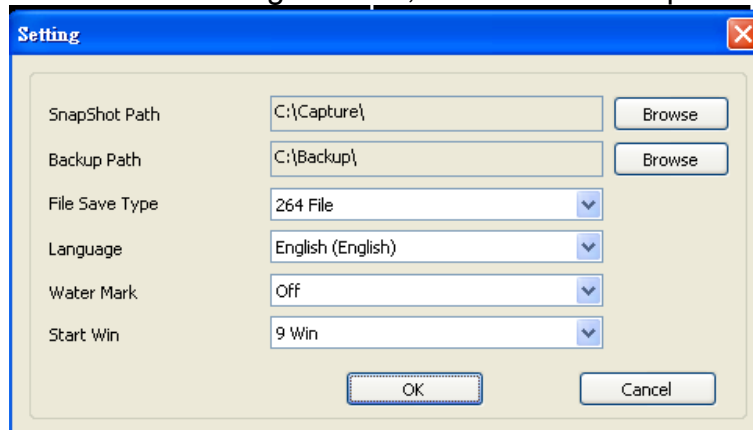 Setting
SnapShot Path C:\Capture\ Browse
Backup Path C:\Backup\ Browse
File Save Type 264 File
Language English (English)
Water Mark Off
Start Win 9 Win
OK Cancel